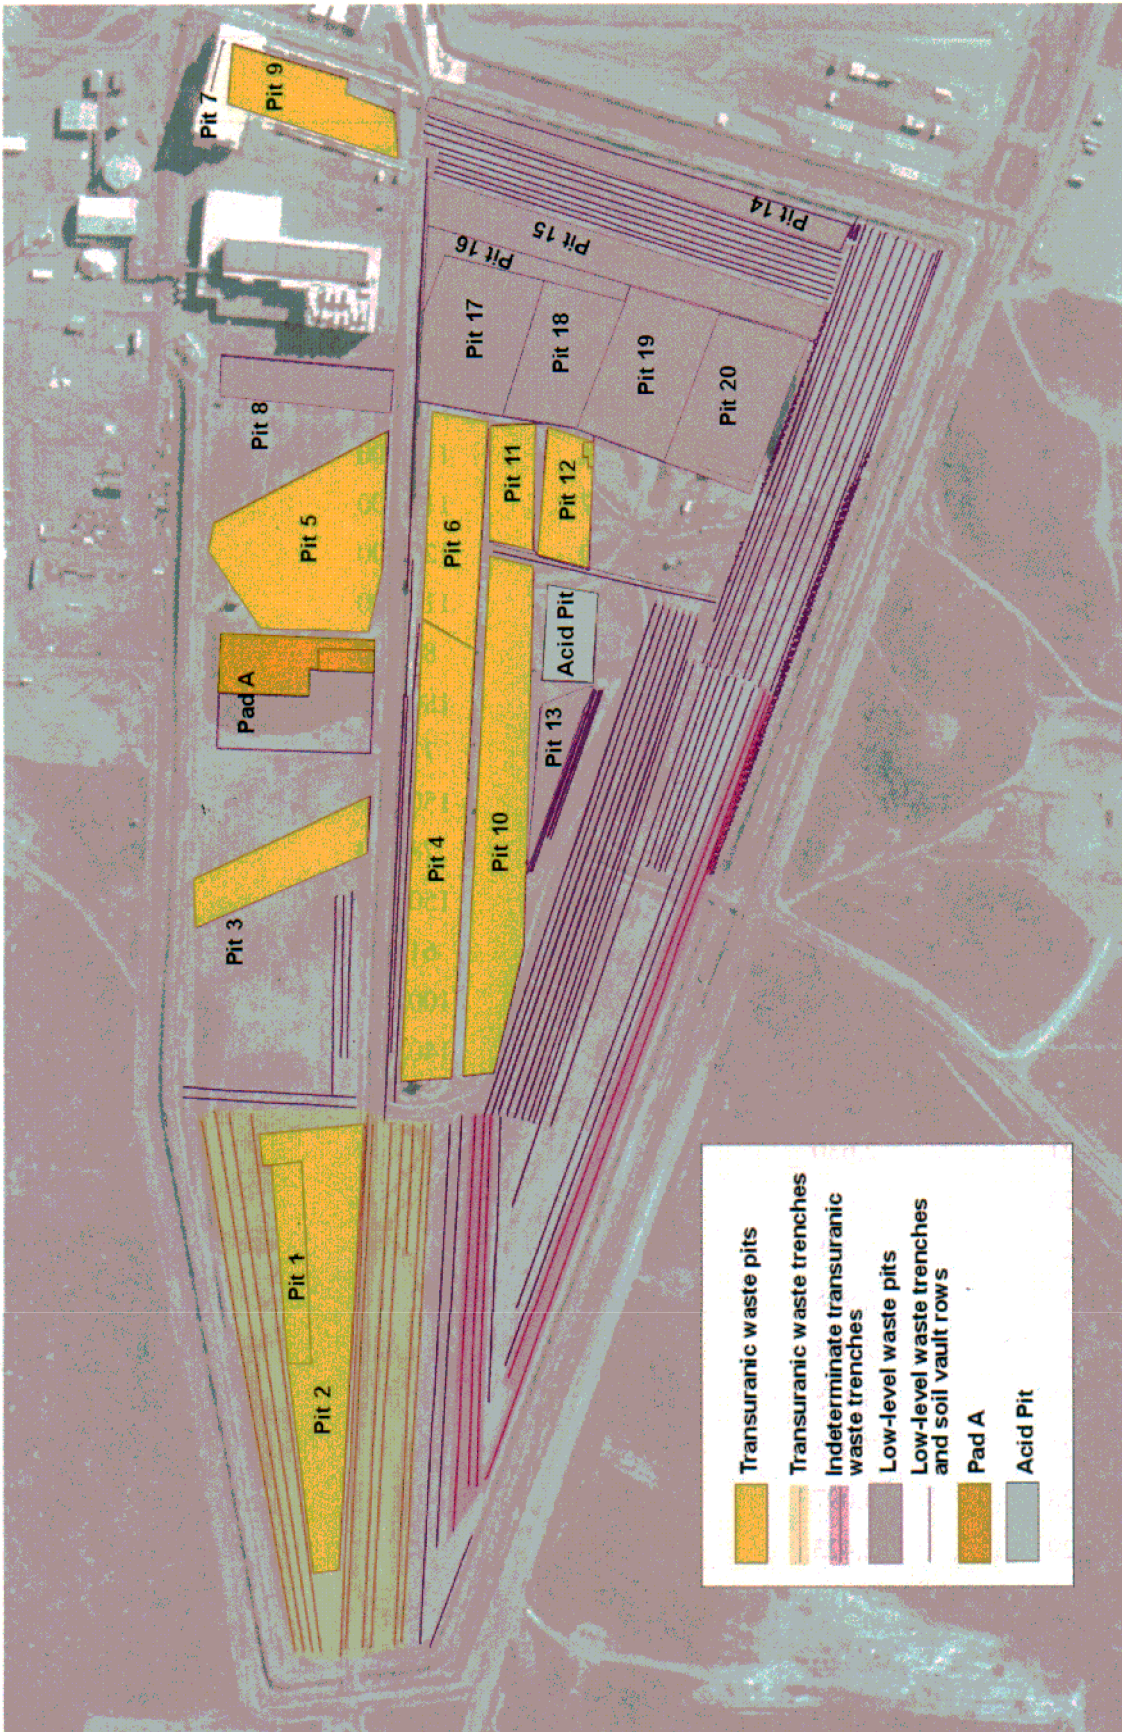 Pit 7
Pit 3
Pad A
Pit 8
Pit 9
Pit 1
Pit 5
Pit 2
Pit 4
Pit 6
Pit 17
Pit 16
Pit 10
Pit 11
Pit 13
Acid Pit
Pit 12
Pit 18
Pit 15
Pit 19
Pit 20
Pit 14
Transuranic waste pits
Transuranic waste trenches
Indeterminate transuranic
waste trenches
Low-level waste pits
Low-level waste trenches
and soil vault rows
Pad A
Acid Pit